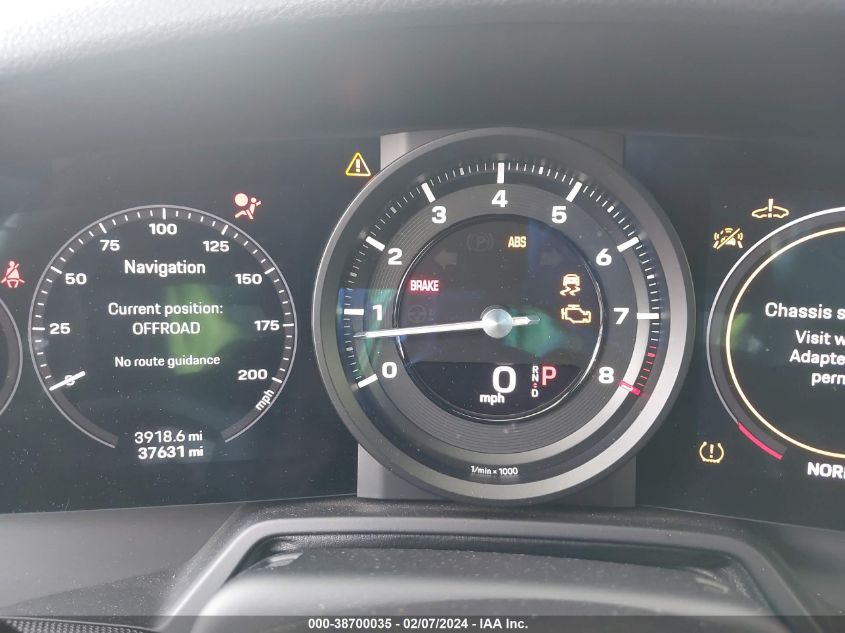 75 100 125
50 Navigation 150
Current position:
25 OFFROAD 175
No route guidance
0 200
mph
3918.6 mi
37631 mi
3 4 5
2 (P) ABS 6
BRAKE
1 7
0 8
0
mph
R
N P
D
1/min × 1000
Chassis s
Visit w
Adapte
perm
NORM
000-38700035 — 02/07/2024 — IAA Inc.